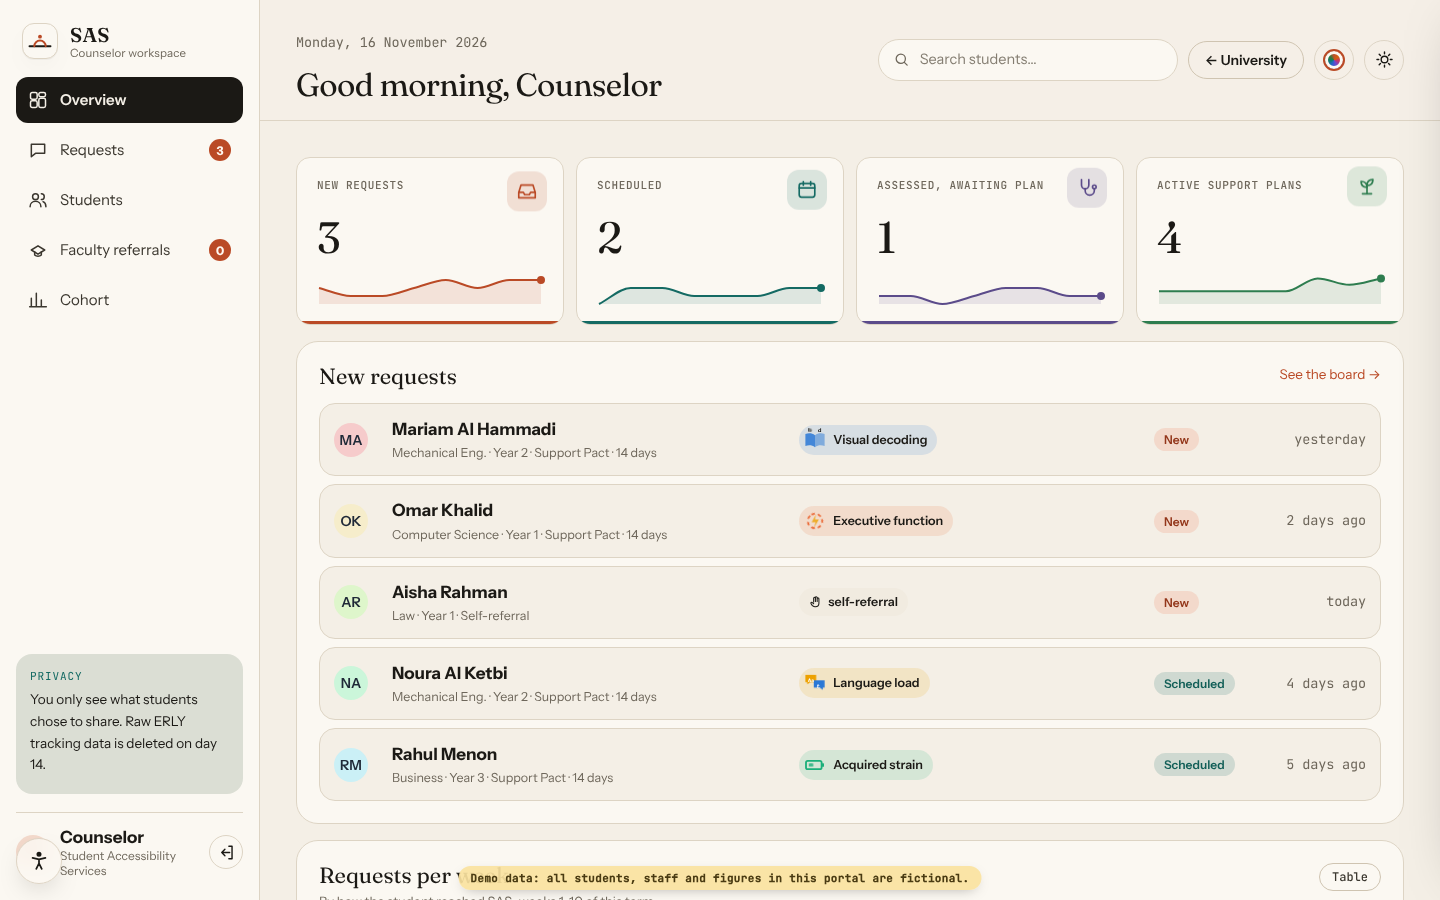 SAS
Counselor workspace
Overview
Requests 3
Students
Faculty referrals 0
Cohort
PRIVACY
You only see what students
chose to share. Raw ERLY
tracking data is deleted on day
14.
Counselor
Student Accessibility
Services
Monday, 16 November 2026
Good morning, Counselor
Search students...
← University
NEW REQUESTS
3
SCHEDULED
2
ASSESSED, AWAITING PLAN
1
ACTIVE SUPPORT PLANS
4
New requests
See the board →
MA
Mariam Al Hammadi
Mechanical Eng. · Year 2 · Support Pact · 14 days
Visual decoding
New
yesterday
OK
Omar Khalid
Computer Science · Year 1 · Support Pact · 14 days
Executive function
New
2 days ago
AR
Aisha Rahman
Law · Year 1 · Self-referral
self-referral
New
today
NA
Noura Al Ketbi
Mechanical Eng. · Year 2 · Support Pact · 14 days
Language load
Scheduled
4 days ago
RM
Rahul Menon
Business · Year 3 · Support Pact · 14 days
Acquired strain
Scheduled
5 days ago
Requests per
Table
Demo data: all students, staff and figures in this portal are fictional.